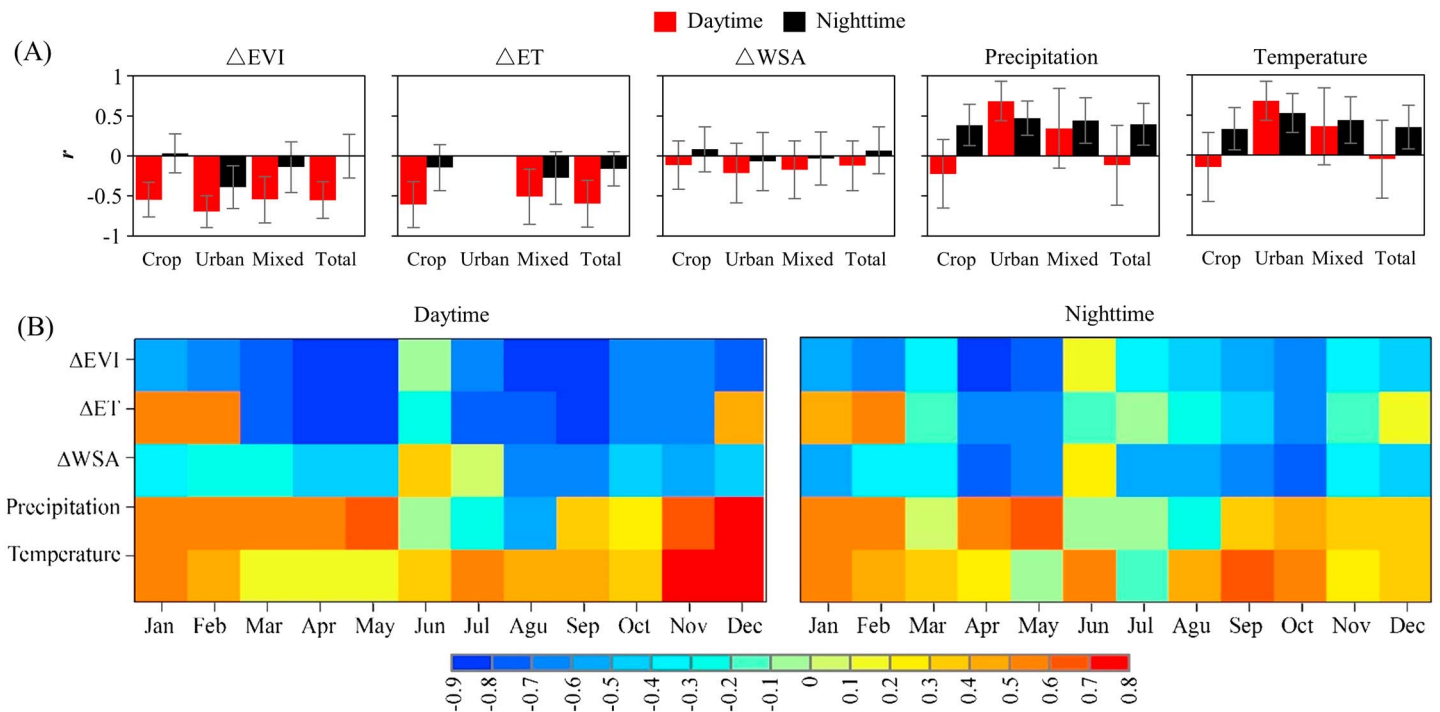 Daytime Nighttime
(A)
△EVI △ET △WSA Precipitation Temperature
1
0.5
0
-0.5
-1
r
Crop Urban Mixed Total Crop Urban Mixed Total Crop Urban Mixed Total Crop Urban Mixed Total Crop Urban Mixed Total
(B)
Daytime Nighttime
ΔEVI
ΔET
ΔWSA
Precipitation
Temperature
Jan Feb Mar Apr May Jun Jul Agu Sep Oct Nov Dec Jan Feb Mar Apr May Jun Jul Agu Sep Oct Nov Dec
-0.9 -0.8 -0.7 -0.6 -0.5 -0.4 -0.3 -0.2 -0.1 0 0.1 0.2 0.3 0.4 0.5 0.6 0.7 0.8